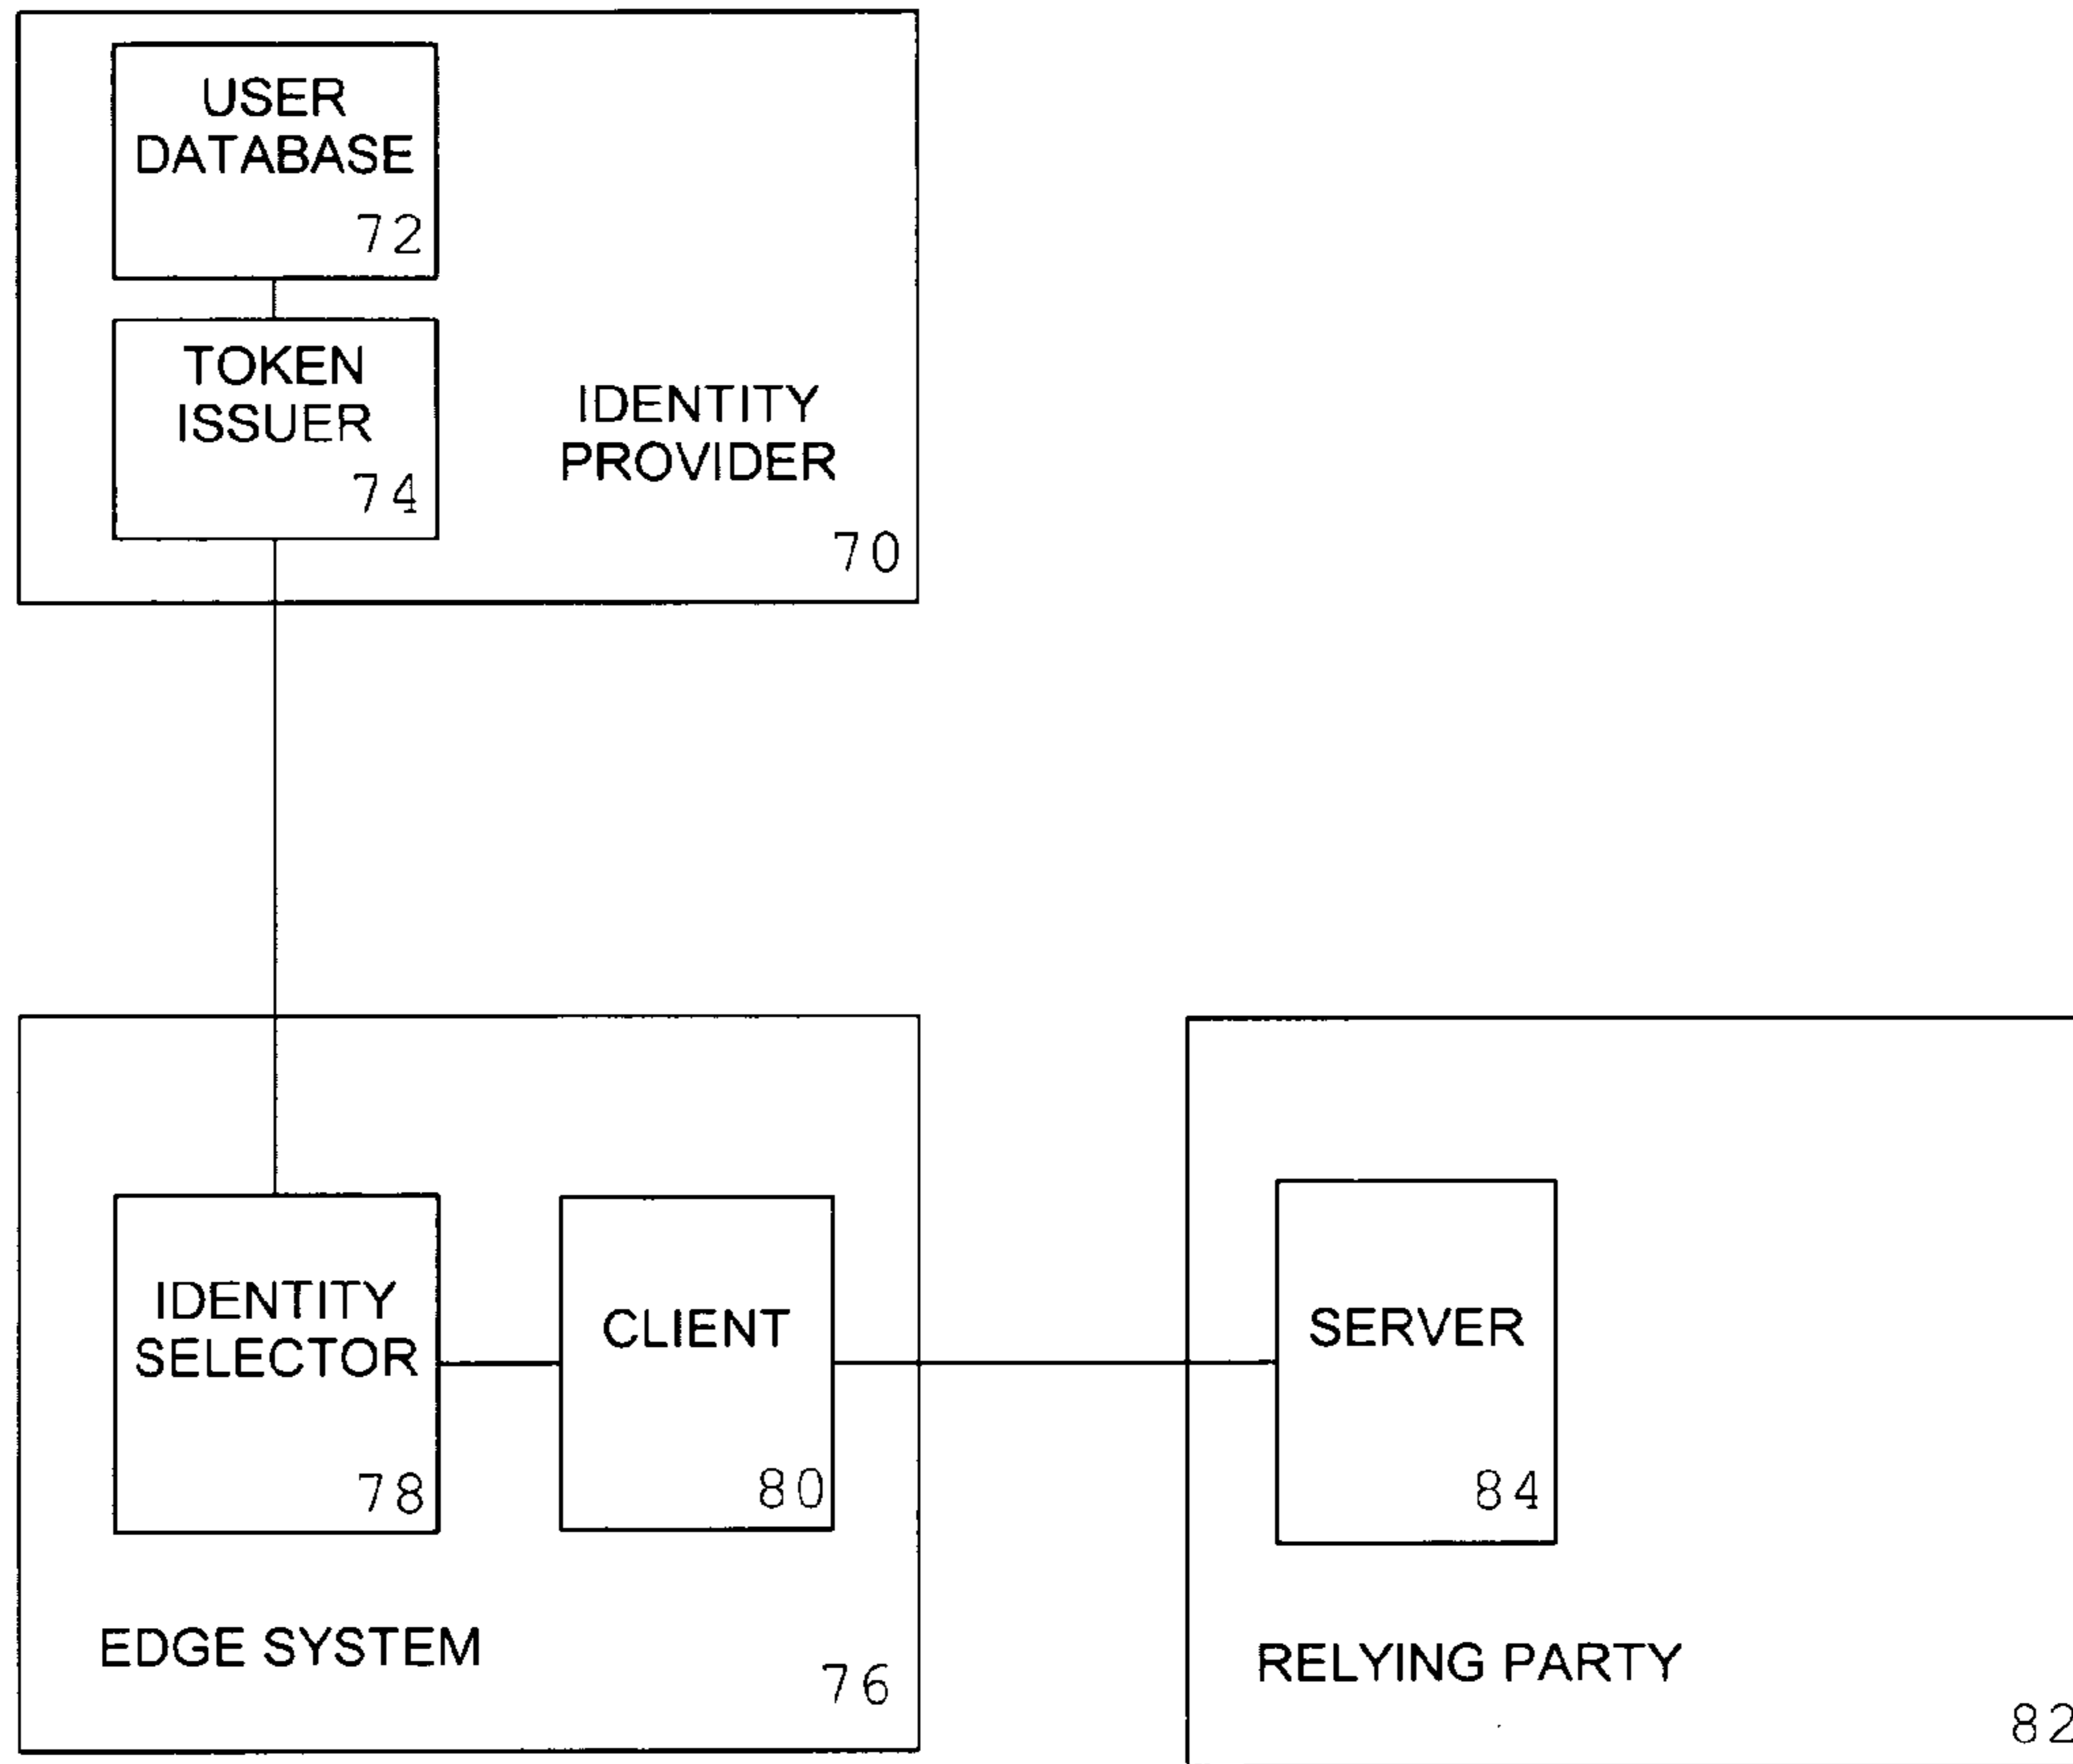 USER
DATABASE
72
TOKEN
ISSUER
74
IDENTITY
PROVIDER
70
IDENTITY
SELECTOR
78
CLIENT
80
EDGE SYSTEM
76
SERVER
84
RELYING PARTY
82